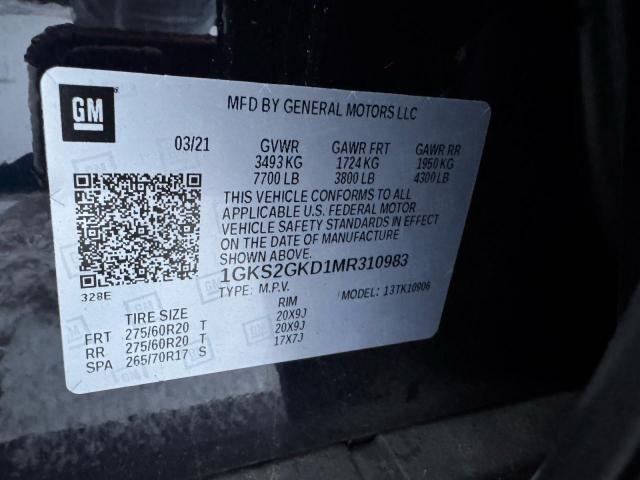 GM
MFD BY GENERAL MOTORS LLC
03/21 GVWR GAWR FRT GAWR RR
3493 KG 1724 KG 1950 KG
7700 LB 3800 LB 4300 LB
THIS VEHICLE CONFORMS TO ALL
APPLICABLE U.S. FEDERAL MOTOR
VEHICLE SAFETY STANDARDS IN EFFECT
ON THE DATE OF MANUFACTURE
SHOWN ABOVE.
1GKS2GKD1MR310983
328E TYPE: M.P.V. MODEL: 13TK10906
TIRE SIZE RIM
FRT 275/60R20 T 20X9J
RR 275/60R20 T 20X9J
SPA 265/70R17 S 17X7J